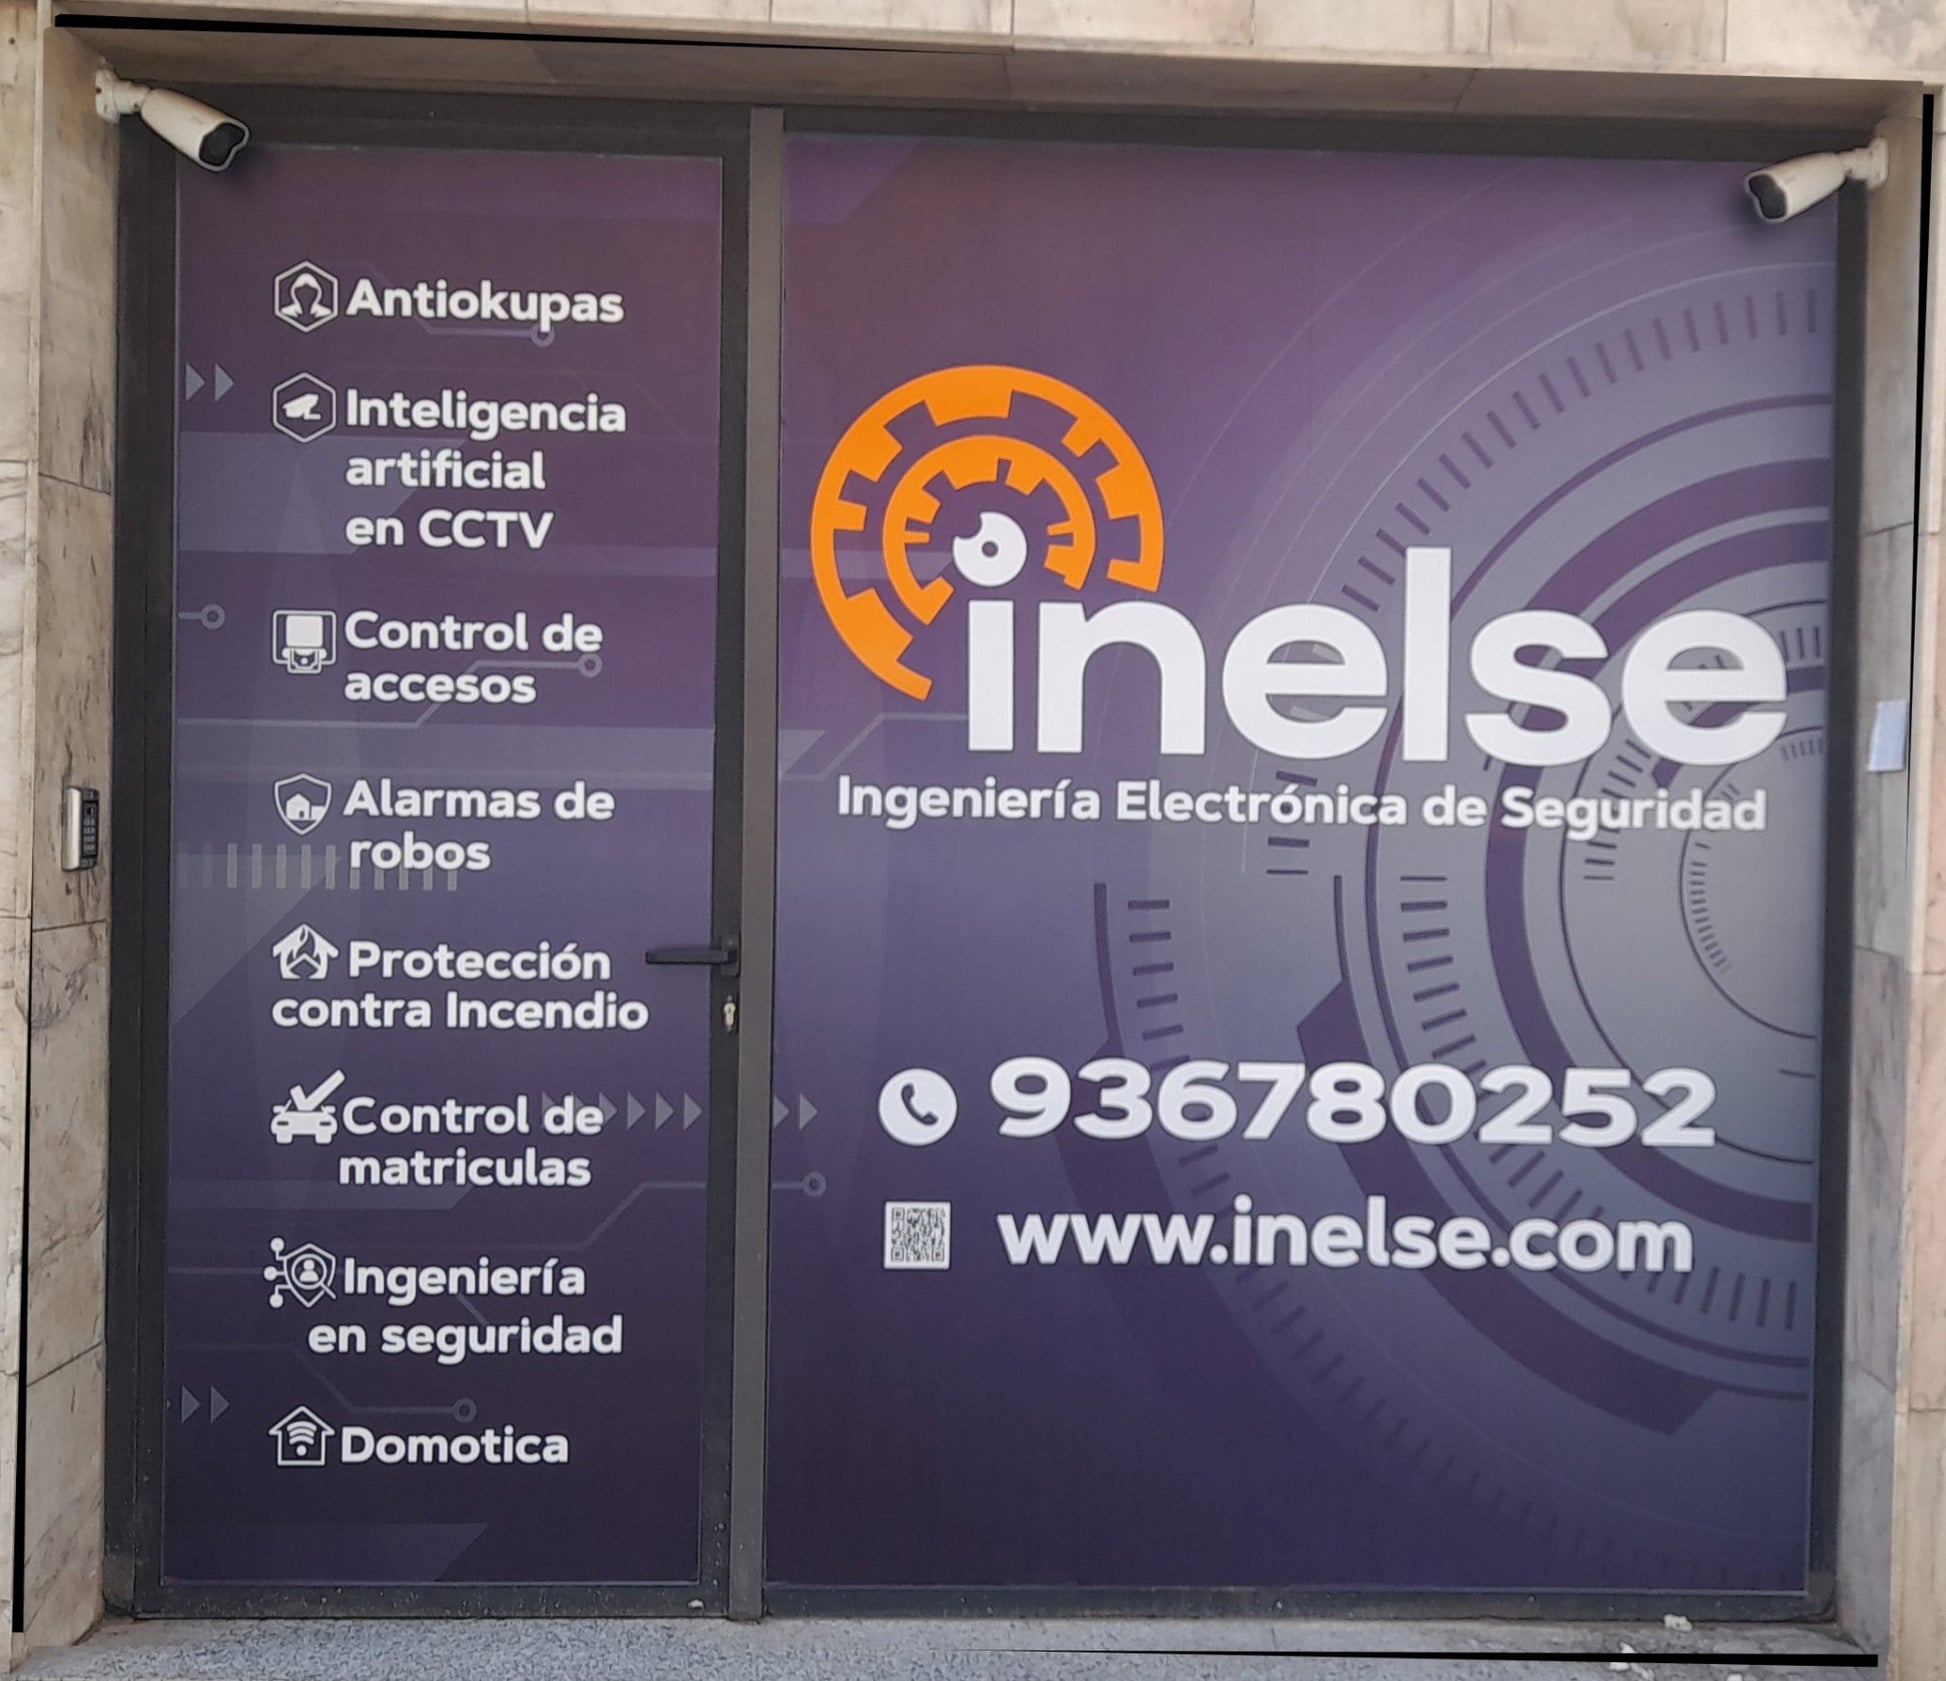 Antiokupas
Inteligencia
artificial
en CCTV
Control de
accesos
Alarmas de
robos
Protección
contra Incendio
Control de
matriculas
Ingeniería
en seguridad
Domotica
inelse
Ingeniería Electrónica de Seguridad
936780252
www.inelse.com